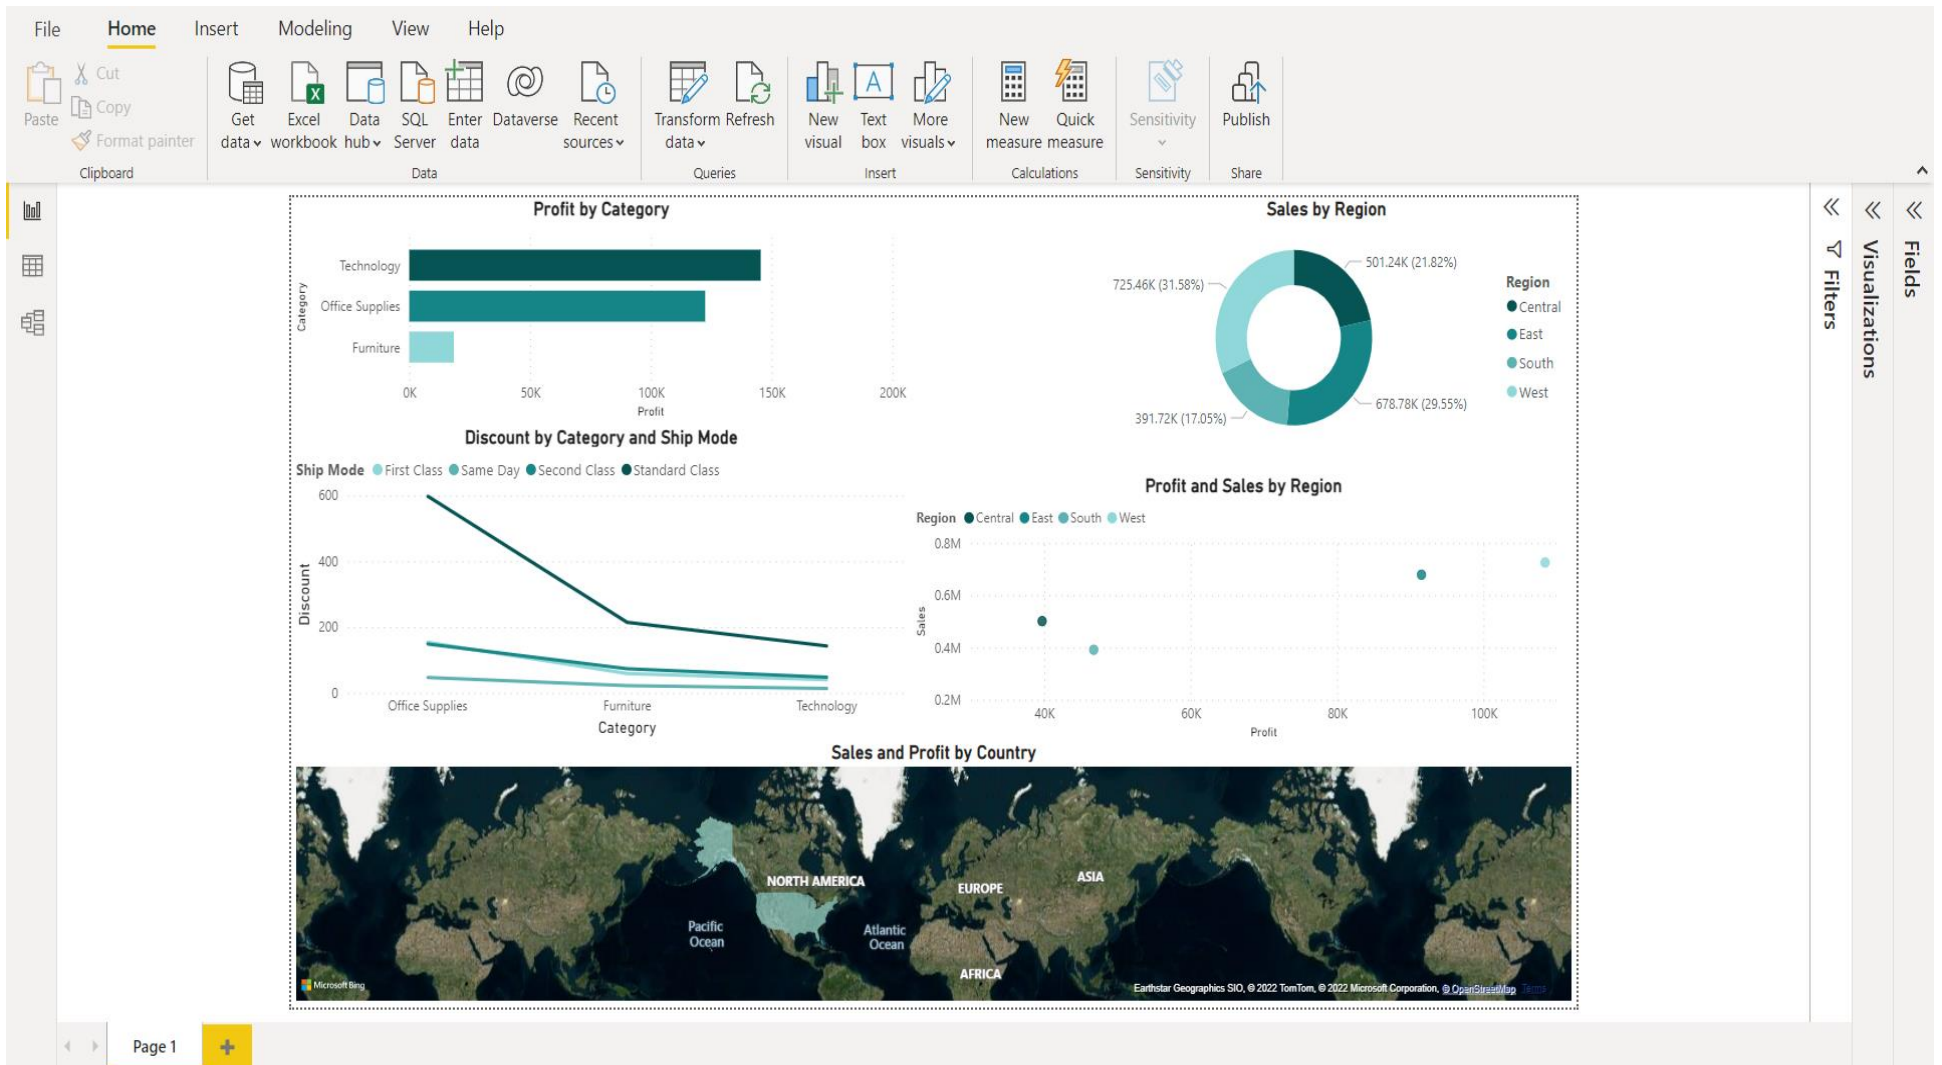 File Home Insert Modeling View Help
Paste
Cut
Copy
Format painter
Clipboard
Get data
Excel workbook
Data hub
SQL Server
Enter data
Dataverse
Recent sources
Data
Transform data
Refresh
Queries
New visual
Text box
More visuals
Insert
New measure
Quick measure
Calculations
Sensitivity
Sensitivity
Publish
Share
Profit by Category
Category
Technology
Office Supplies
Furniture
0K 50K 100K 150K 200K
Profit
Sales by Region
501.24K (21.82%)
725.46K (31.58%)
678.78K (29.55%)
391.72K (17.05%)
Region
Central
East
South
West
Discount by Category and Ship Mode
Ship Mode First Class Same Day Second Class Standard Class
Discount
600
400
200
0
Office Supplies Furniture Technology
Category
Profit and Sales by Region
Region Central East South West
Sales
0.8M
0.6M
0.4M
0.2M
40K 60K 80K 100K
Profit
Sales and Profit by Country
NORTH AMERICA
EUROPE
ASIA
Pacific
Ocean
Atlantic
Ocean
AFRICA
Microsoft Bing
Earthstar Geographics SIO, © 2022 TomTom, © 2022 Microsoft Corporation, © OpenStreetMap Terms
Filters
Visualizations
Fields
Page 1